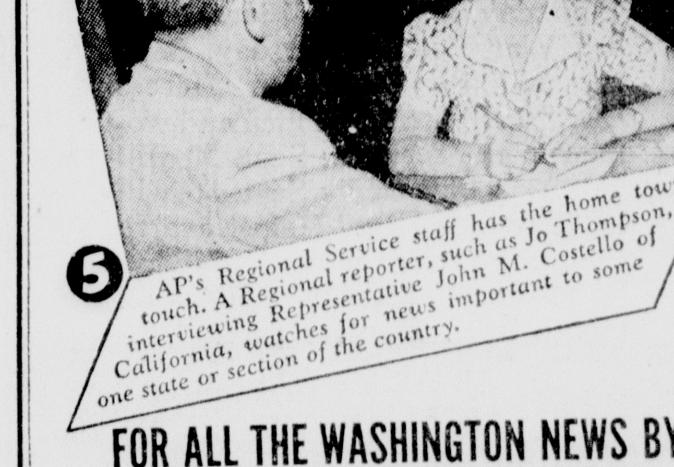 5
AP's Regional Service staff has the home tow
touch. A Regional reporter, such as Jo Thompson,
interviewing Representative John M. Costello of
California, watches for news important to some
one state or section of the country.
FOR ALL THE WASHINGTON NEWS BY